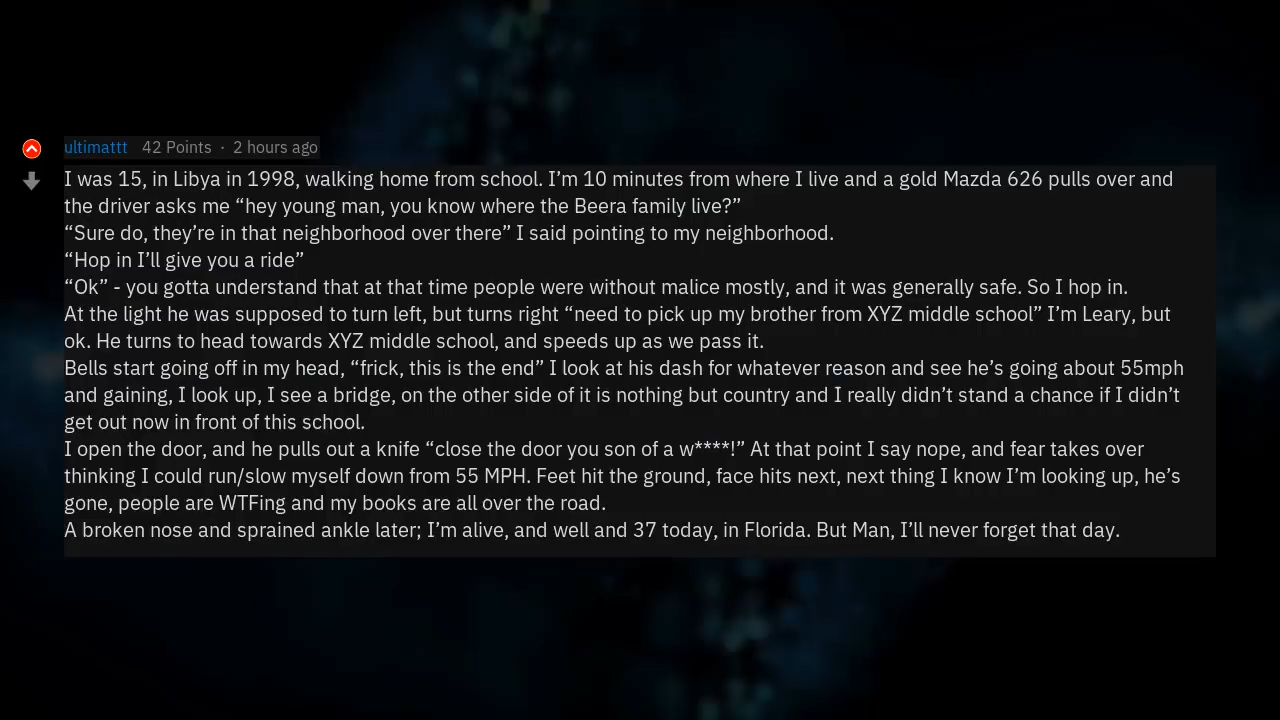 ultimattt 42 Points · 2 hours ago
I was 15, in Libya in 1998, walking home from school. I’m 10 minutes from where I live and a gold Mazda 626 pulls over and
the driver asks me “hey young man, you know where the Beera family live?”
“Sure do, they’re in that neighborhood over there” I said pointing to my neighborhood.
“Hop in I’ll give you a ride”
“Ok” - you gotta understand that at that time people were without malice mostly, and it was generally safe. So I hop in.
At the light he was supposed to turn left, but turns right “need to pick up my brother from XYZ middle school” I’m Leary, but
ok. He turns to head towards XYZ middle school, and speeds up as we pass it.
Bells start going off in my head, “frick, this is the end” I look at his dash for whatever reason and see he’s going about 55mph
and gaining, I look up, I see a bridge, on the other side of it is nothing but country and I really didn’t stand a chance if I didn’t
get out now in front of this school.
I open the door, and he pulls out a knife “close the door you son of a w****!” At that point I say nope, and fear takes over
thinking I could run/slow myself down from 55 MPH. Feet hit the ground, face hits next, next thing I know I’m looking up, he’s
gone, people are WTFing and my books are all over the road.
A broken nose and sprained ankle later; I’m alive, and well and 37 today, in Florida. But Man, I’ll never forget that day.